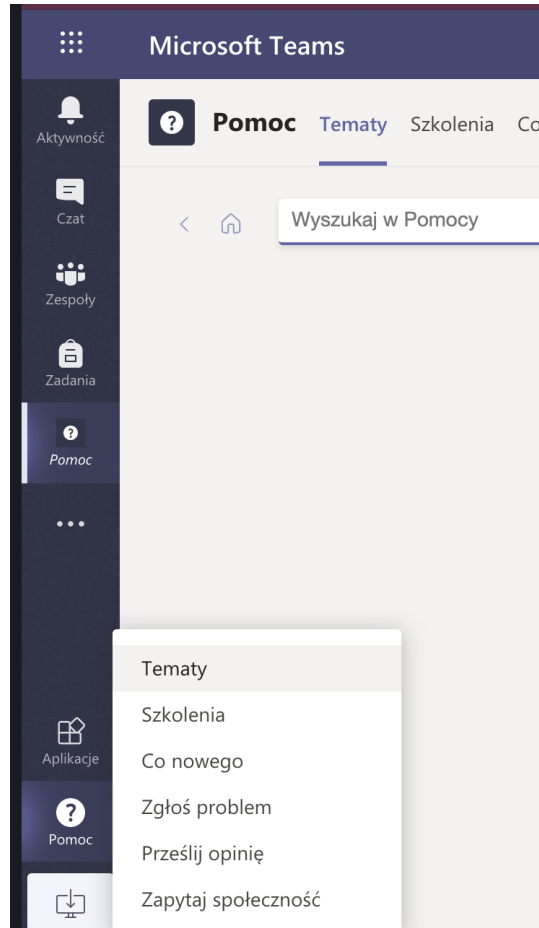 Microsoft Teams
Aktywność
Czat
Zespoły
Zadania
Pomoc
Aplikacje
Pomoc
Pomoc Tematy Szkolenia Co
Wyszukaj w Pomocy
Tematy
Szkolenia
Co nowego
Zgłoś problem
Prześlij opinię
Zapytaj społeczność